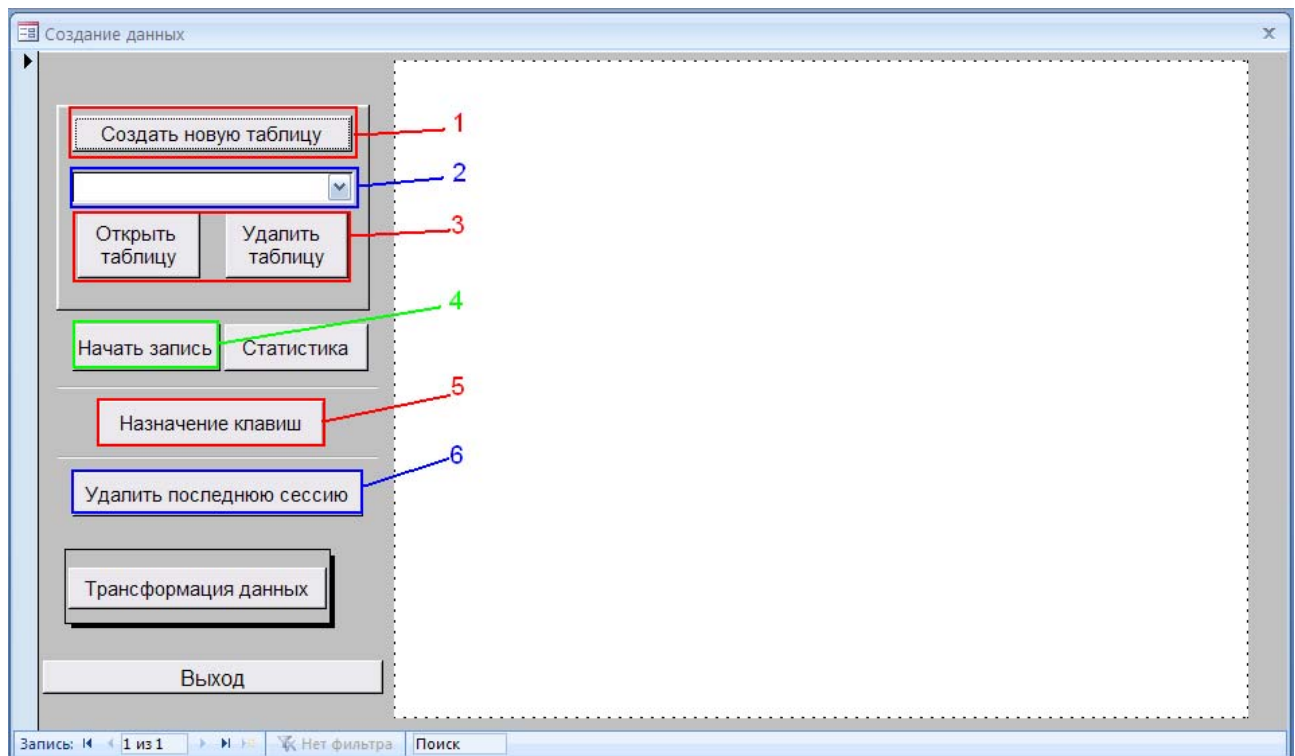 Создание данных
x
Создать новую таблицу
1
2
Открыть таблицу
Удалить таблицу
3
4
Начать запись
Статистика
5
Назначение клавиш
6
Удалить последнюю сессию
Трансформация данных
Выход
Запись: 1 из 1 Нет фильтра Поиск